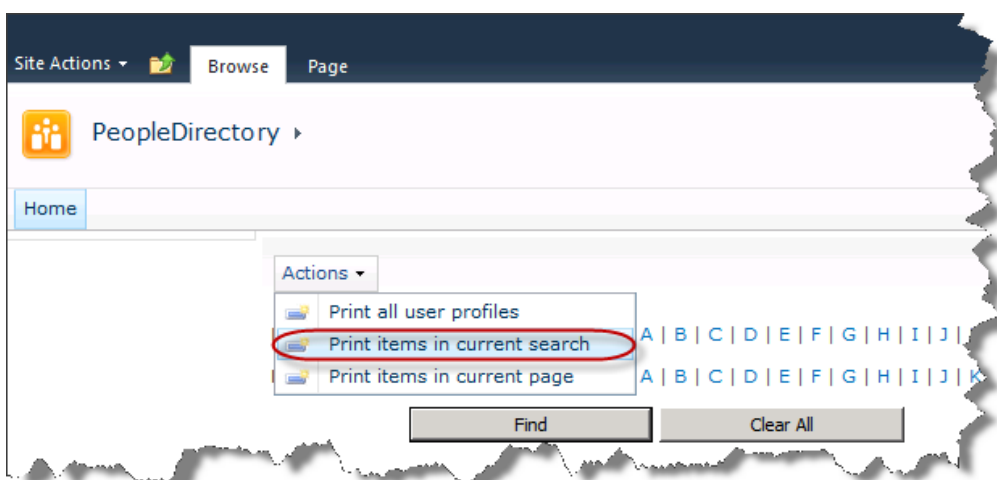 Site Actions
Browse
Page
PeopleDirectory
Home
Actions
Print all user profiles
Print items in current search
A | B | C | D | E | F | G | H | I | J |
Print items in current page
A | B | C | D | E | F | G | H | I | J | K
Find
Clear All